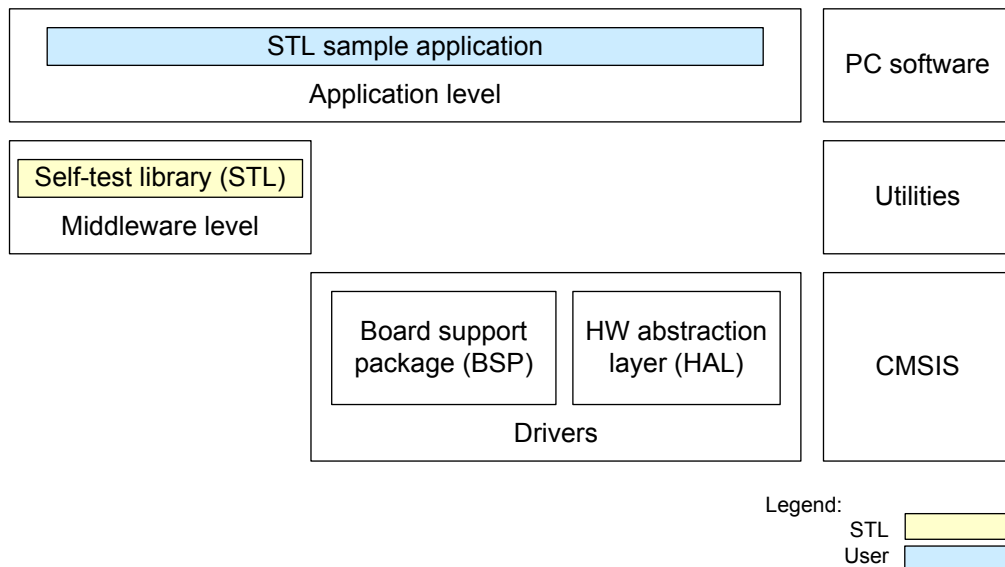 STL sample application
Application level
PC software
Self-test library (STL)
Middleware level
Utilities
Board support
package (BSP)
HW abstraction
layer (HAL)
Drivers
CMSIS
Legend:
STL
User